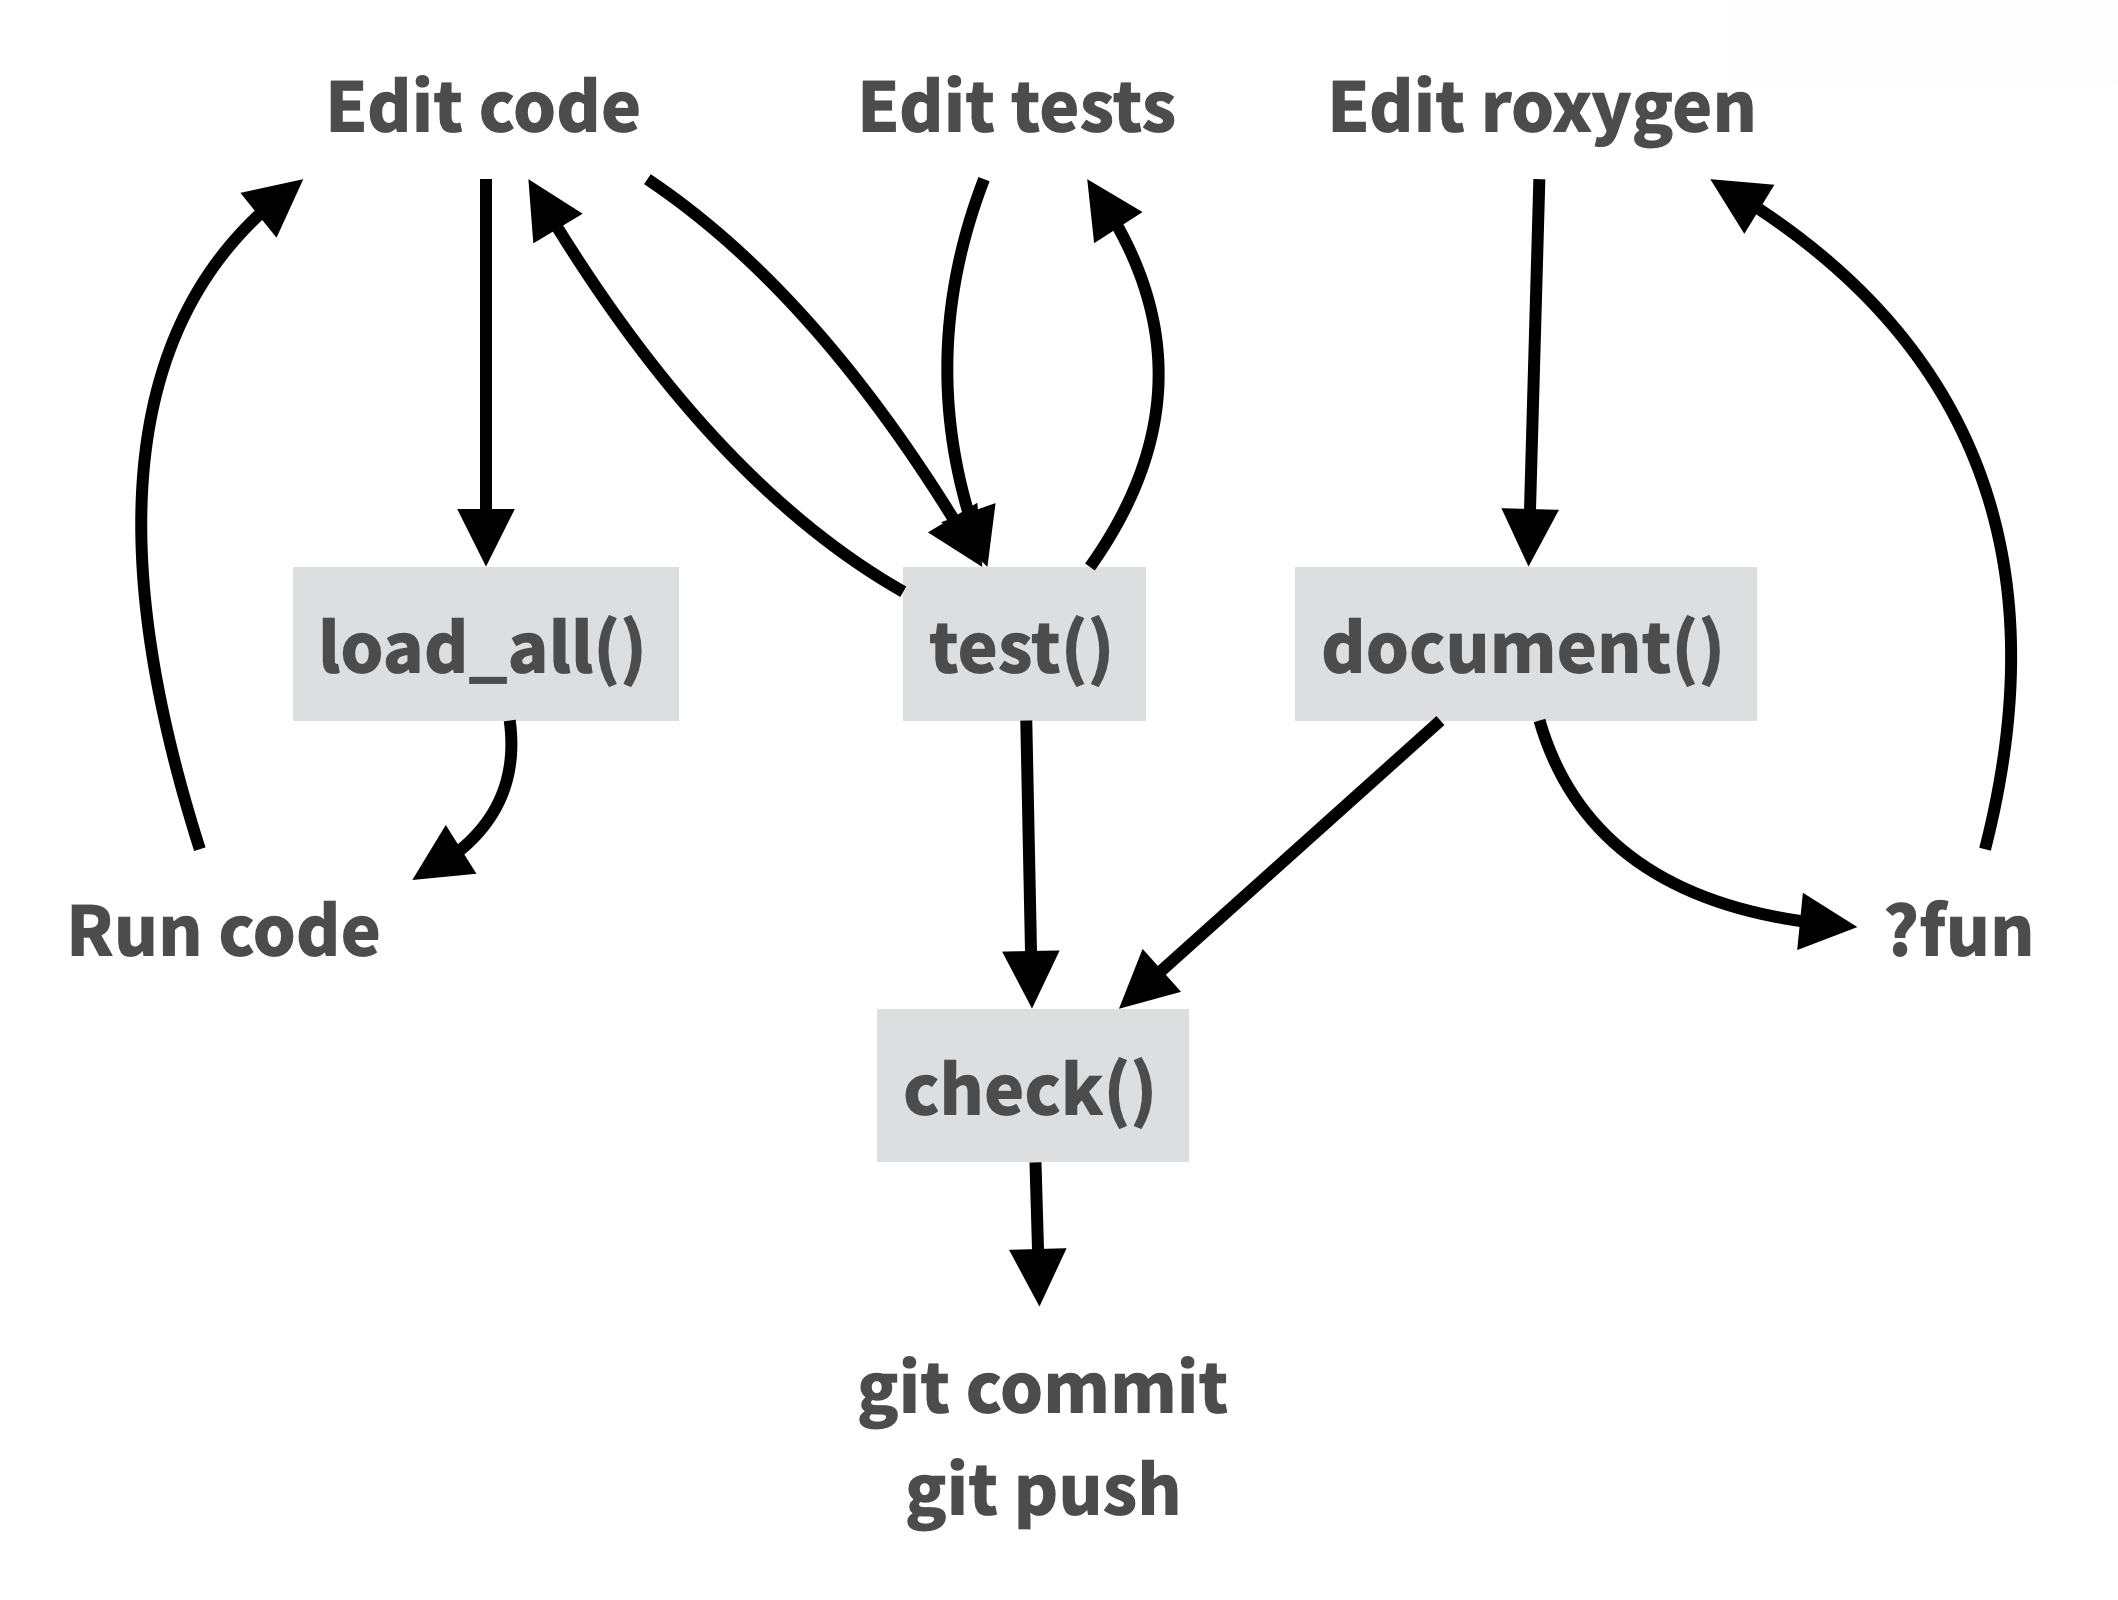 Edit code
Edit tests
Edit roxygen
load_all()
test()
document()
Run code
?fun
check()
git commit
git push